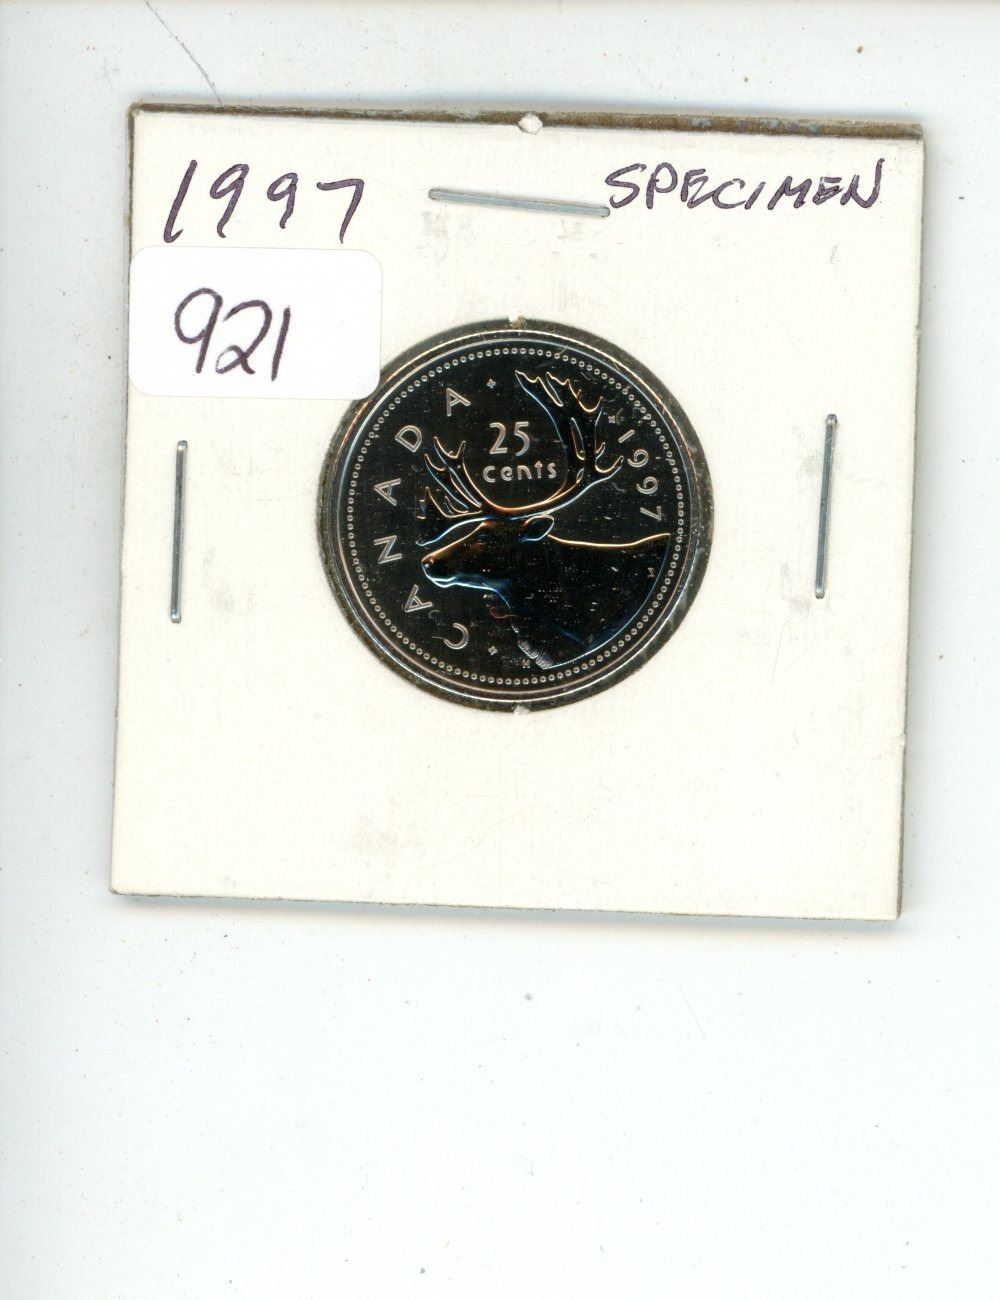 1997 SPECIMEN
921
CANADA
25
cents
1997
H